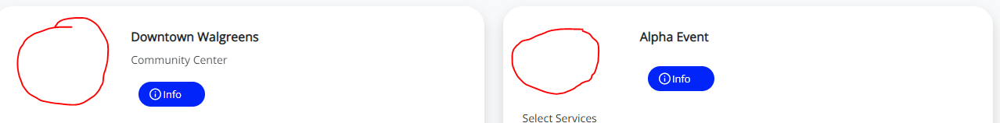 Downtown Walgreens
Community Center
Info
Alpha Event
Info
Select Services